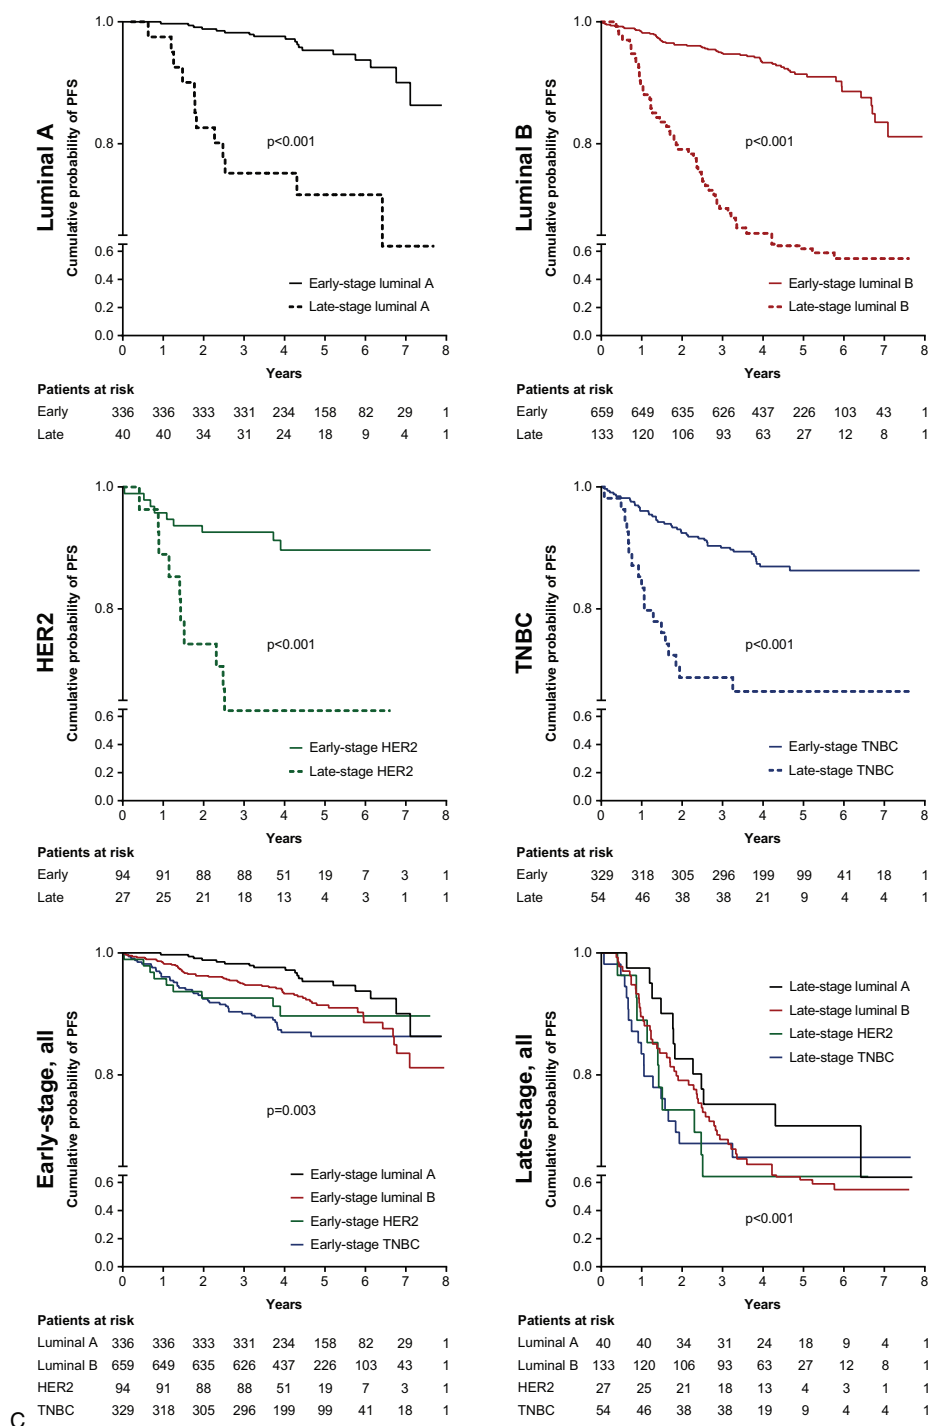 Luminal A
Cumulative probability of PFS
1.0
0.8
0.6
0.4
0.2
0.0
p<0.001
Early-stage luminal A
Late-stage luminal A
0 1 2 3 4 5 6 7 8
Years
Patients at risk
Early 336 336 333 331 234 158 82 29 1
Late 40 40 34 31 24 18 9 4 1
Luminal B
Cumulative probability of PFS
1.0
0.8
0.6
0.4
0.2
0.0
p<0.001
Early-stage luminal B
Late-stage luminal B
0 1 2 3 4 5 6 7 8
Years
Patients at risk
Early 659 649 635 626 437 226 103 43 1
Late 133 120 106 93 63 27 12 8 1
HER2
Cumulative probability of PFS
1.0
0.8
0.6
0.4
0.2
0.0
p<0.001
Early-stage HER2
Late-stage HER2
0 1 2 3 4 5 6 7 8
Years
Patients at risk
Early 94 91 88 88 51 19 7 3 1
Late 27 25 21 18 13 4 3 1 1
TNBC
Cumulative probability of PFS
1.0
0.8
0.6
0.4
0.2
0.0
p<0.001
Early-stage TNBC
Late-stage TNBC
0 1 2 3 4 5 6 7 8
Years
Patients at risk
Early 329 318 305 296 199 99 41 18 1
Late 54 46 38 38 21 9 4 4 1
Early-stage, all
Cumulative probability of PFS
1.0
0.8
0.6
0.4
0.2
0.0
p=0.003
Early-stage luminal A
Early-stage luminal B
Early-stage HER2
Early-stage TNBC
0 1 2 3 4 5 6 7 8
Years
Patients at risk
Luminal A 336 336 333 331 234 158 82 29 1
Luminal B 659 649 635 626 437 226 103 43 1
HER2 94 91 88 88 51 19 7 3 1
TNBC 329 318 305 296 199 99 41 18 1
Late-stage, all
Cumulative probability of PFS
1.0
0.8
0.6
0.4
0.2
0.0
Late-stage luminal A
Late-stage luminal B
Late-stage HER2
Late-stage TNBC
p<0.001
0 1 2 3 4 5 6 7 8
Years
Patients at risk
Luminal A 40 40 34 31 24 18 9 4 1
Luminal B 133 120 106 93 63 27 12 8 1
HER2 27 25 21 18 13 4 3 1 1
TNBC 54 46 38 38 19 9 4 4 1
C